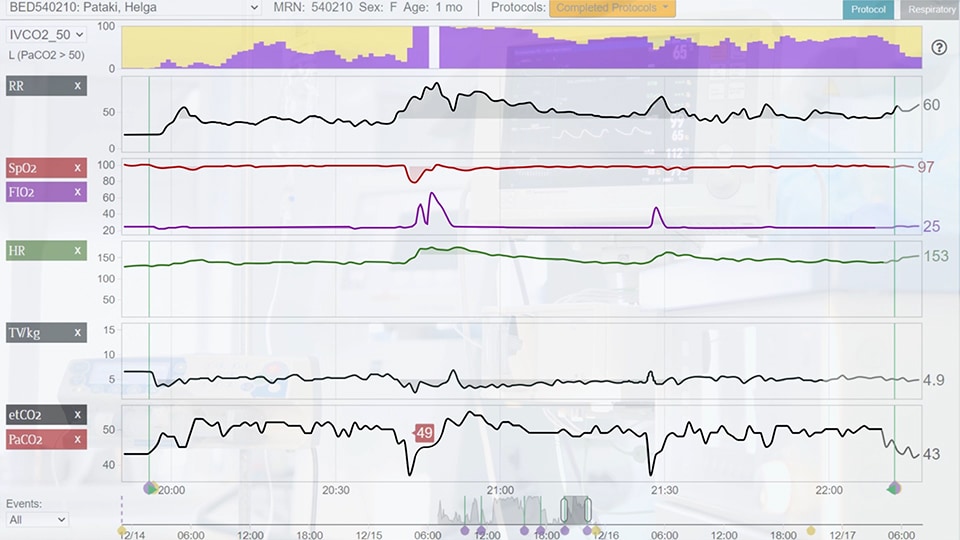 BED540210: Pataki, Helga MRN: 540210 Sex: F Age: 1 mo Protocols: Completed Protocols Protocol Respiratory
IVCO2_50
L (PaCO2 > 50)
100
0
?
RR x
50
0
60
SpO2 x
FIO2 x
100
80
60
40
20
97
25
HR x
150
100
50
153
TV/kg x
15
10
5
4.9
etCO2 x
PaCO2 x
50
40
49
43
20:00 20:30 21:00 21:30 22:00
Events:
All
12/14 06:00 12:00 18:00 12/15 06:00 12:00 18:00 12/16 06:00 12:00 18:00 12/17 06:00